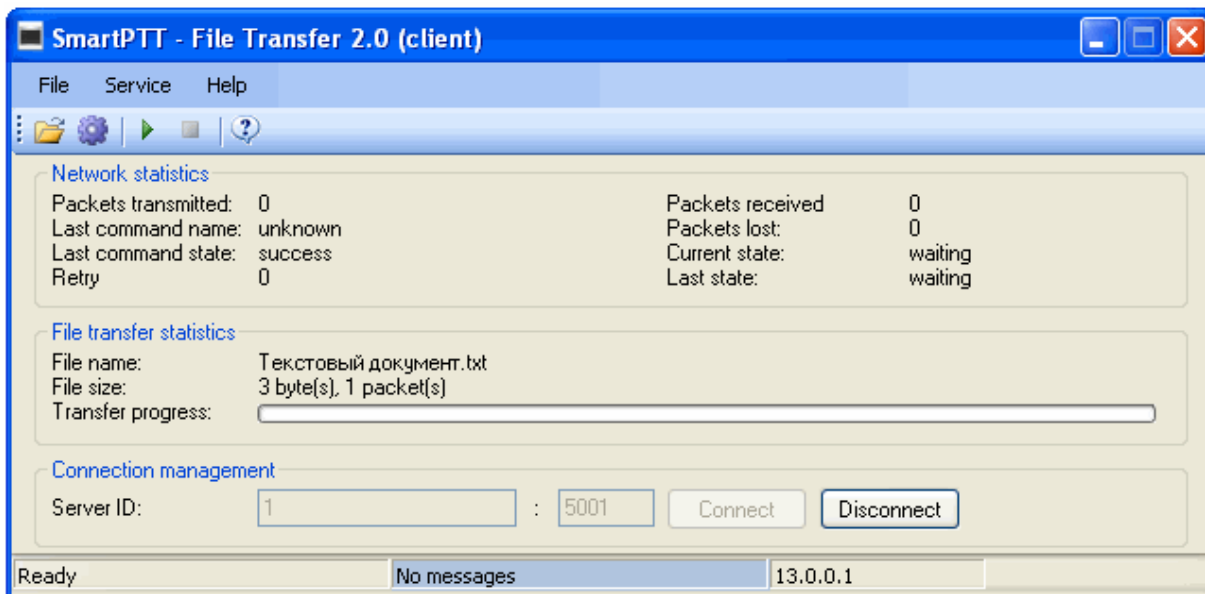 SmartPTT - File Transfer 2.0 (client)
File Service Help
Network statistics
Packets transmitted: 0 Packets received 0
Last command name: unknown Packets lost: 0
Last command state: success Current state: waiting
Retry 0 Last state: waiting
File transfer statistics
File name: Текстовый документ.txt
File size: 3 byte(s), 1 packet(s)
Transfer progress:
Connection management
Server ID: 1 : 5001 Connect Disconnect
Ready No messages 13.0.0.1